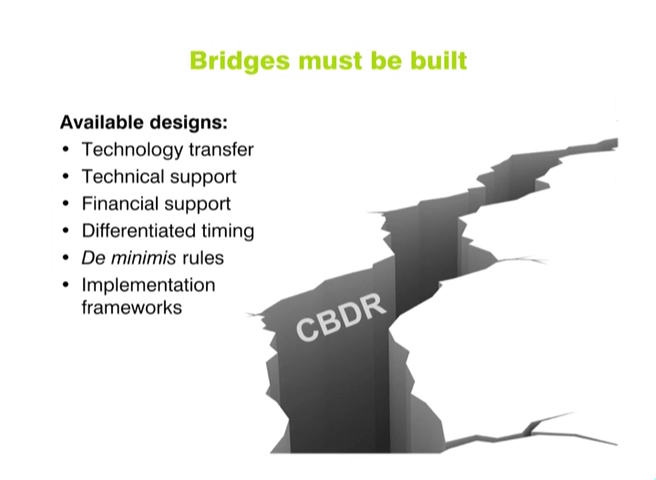 Bridges must be built
Available designs:
• Technology transfer
• Technical support
• Financial support
• Differentiated timing
• De minimis rules
• Implementation
frameworks
CBDR